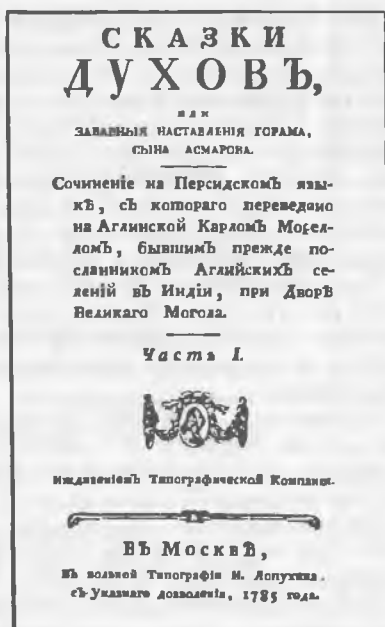 СКАЗКИ
ДУХОВЪ,
или
ЗАБАВНЫЯ НАСТАВЛЕНІЯ ГОРАМА,
СЫНА АСМАРОВА.
Сочиненіе на Персидскомъ язы-
кѣ, съ котораго переведено
на Аглинской КарломъМорел-
ломъ, бывшимъ прежде по-
сланникомъ Аглийскихъ се-
леній въ Индіи, при Дворѣ
Великаго Могола.
Часть I.
Иждивеніемъ Типографической Компаніи.
ВЪ МОСКВѢ,
Въ вольной Типографіи И. Лопухина,
съ Указнаго дозволенія, 1785 года.